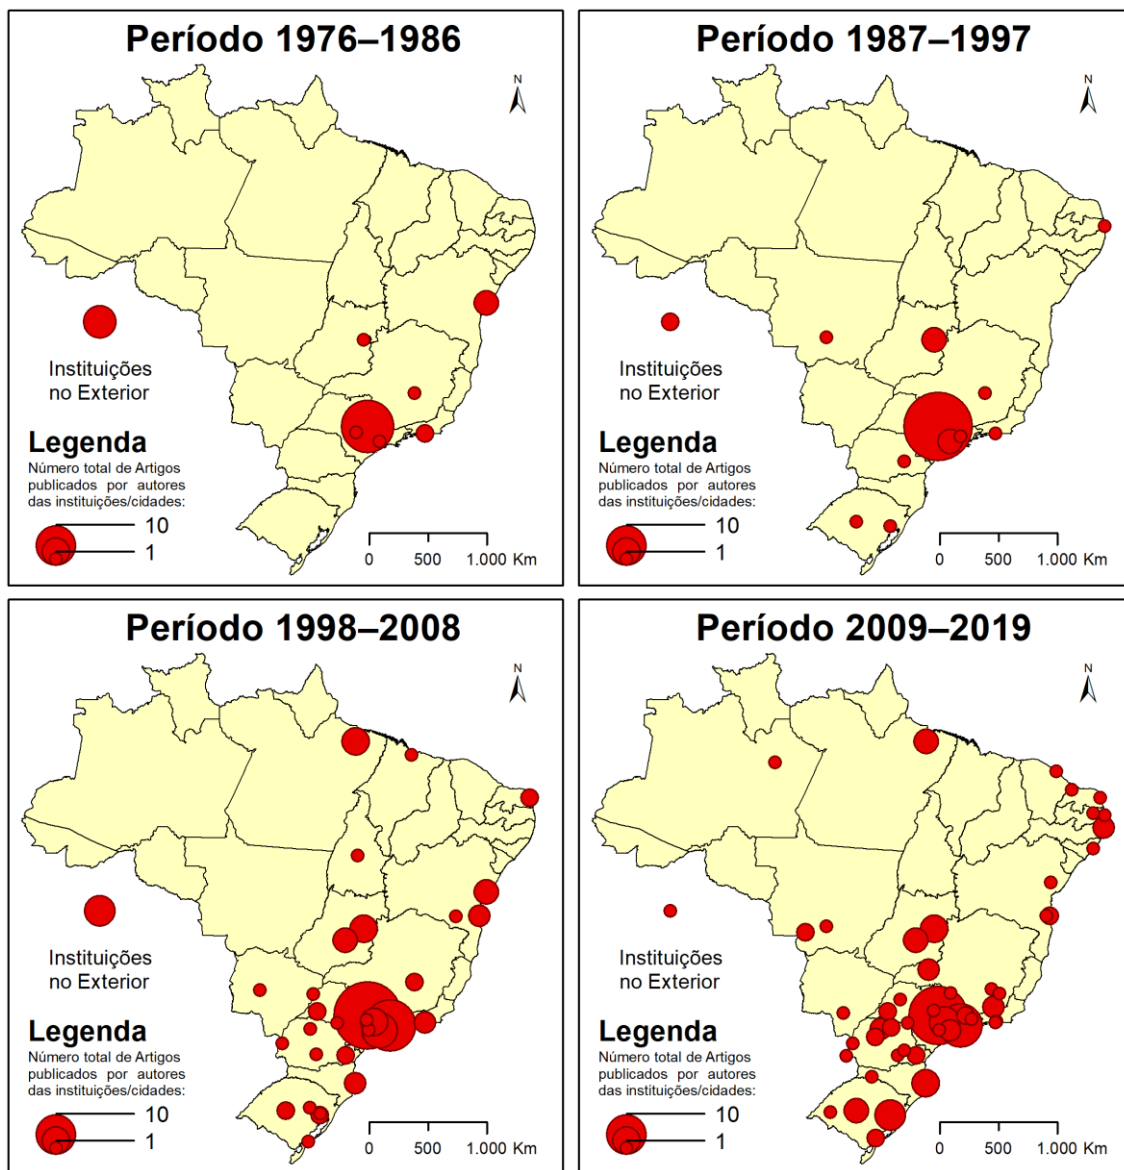 Período 1976–1986
N
Instituições
no Exterior
Legenda
Número total de Artigos
publicados por autores
das instituições/cidades:
10
1
0 500 1.000 Km
Período 1987–1997
N
Instituições
no Exterior
Legenda
Número total de Artigos
publicados por autores
das instituições/cidades:
10
1
0 500 1.000 Km
Período 1998–2008
N
Instituições
no Exterior
Legenda
Número total de Artigos
publicados por autores
das instituições/cidades:
10
1
0 500 1.000 Km
Período 2009–2019
N
Instituições
no Exterior
Legenda
Número total de Artigos
publicados por autores
das instituições/cidades:
10
1
0 500 1.000 Km